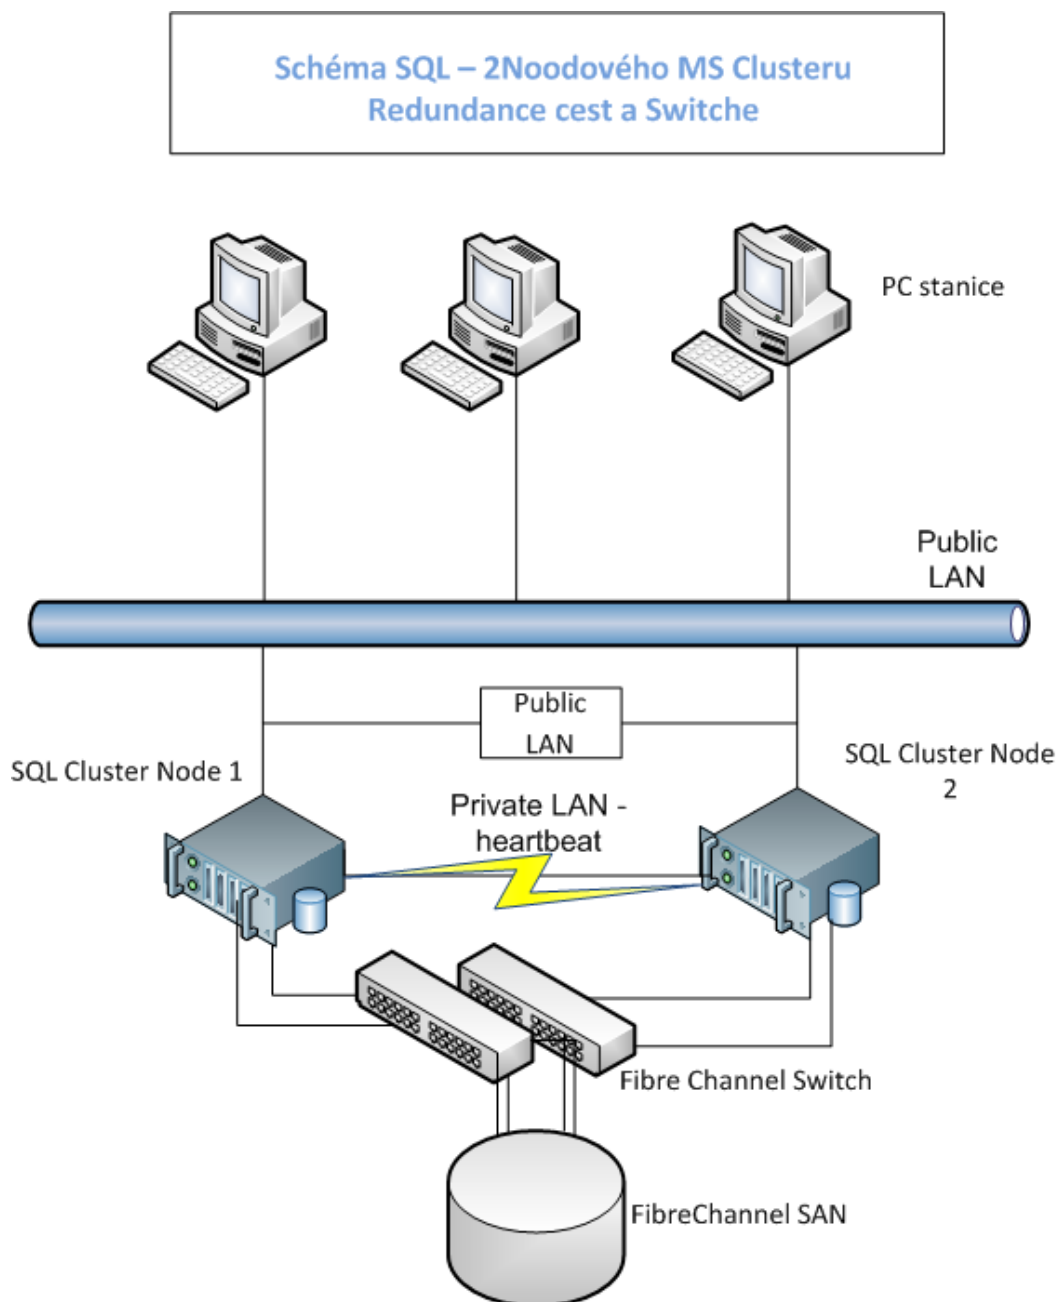 Schéma SQL – 2Noodového MS Clusteru
Redundance cest a Switche
PC stanice
Public
LAN
Public
LAN
SQL Cluster Node 1
SQL Cluster Node
2
Private LAN -
heartbeat
Fibre Channel Switch
FibreChannel SAN